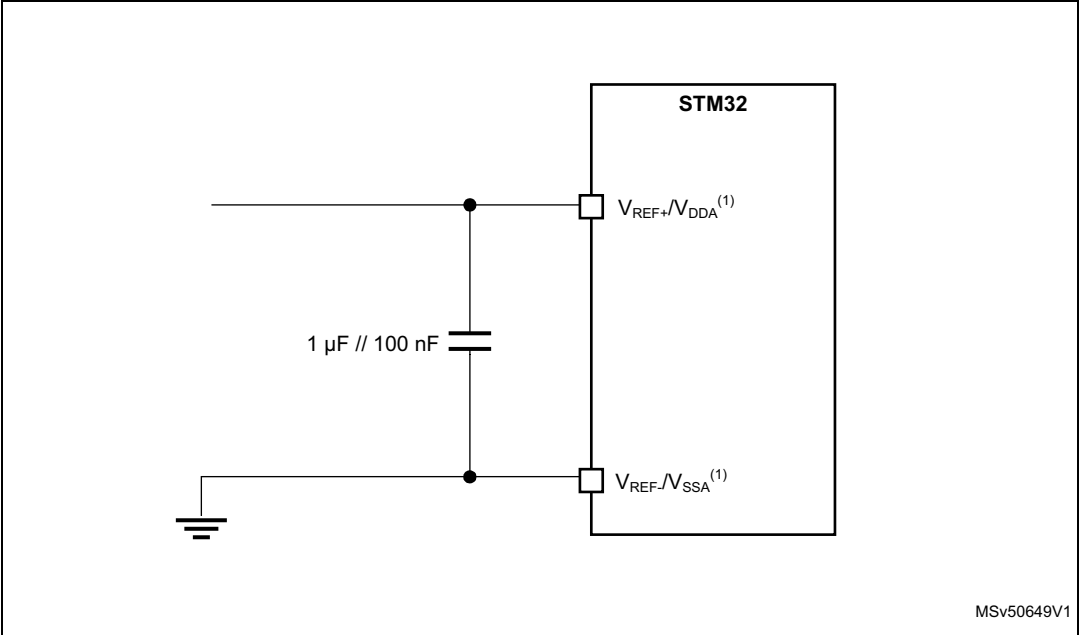 STM32
VREF+/VDDA(1)
1 µF // 100 nF
VREF-/VSSA(1)
MSv50649V1